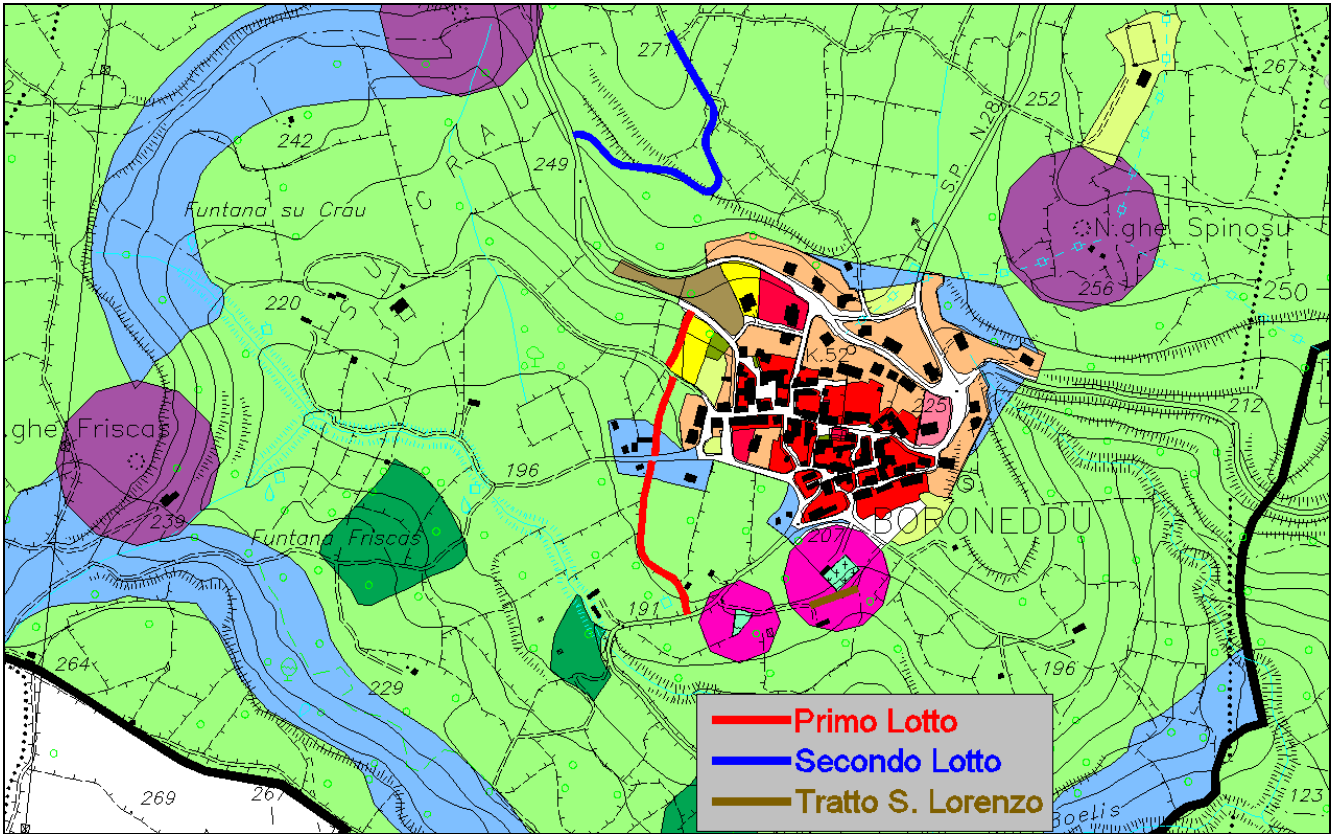 271
267
252
N.28
S.P.
242
249
P A U
C
Funtana su Crau
N.ghe Spinosu
256
250
220
S U
K.52
225
212
.ghe Friscas
196
239
Funtana Friscas
BORONEDDU
207
191
196
264
229
Primo Lotto
Secondo Lotto
Tratto S. Lorenzo
269
267
Boelis
123